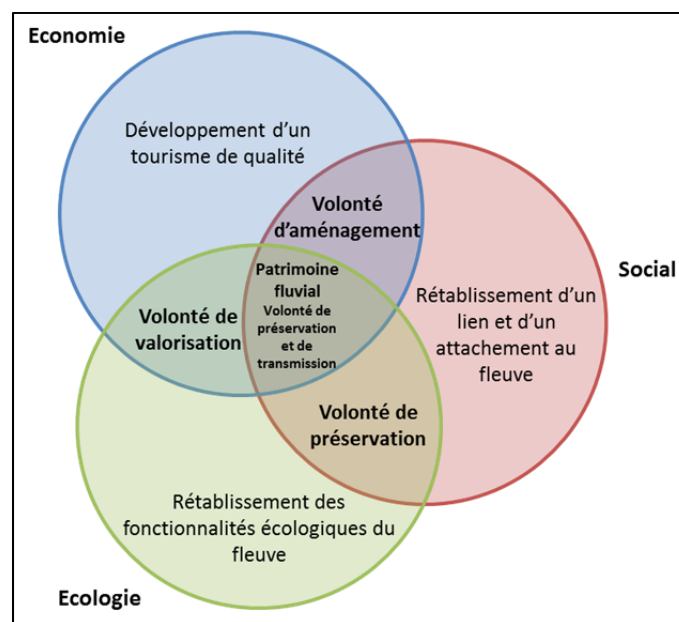 Economie
Développement d'un
tourisme de qualité
Volonté
d'aménagement
Social
Patrimoine
fluvial
Volonté de
préservation
et de
transmission
Rétablissement d'un
lien et d'un
attachement au
fleuve
Volonté de
valorisation
Volonté de
préservation
Rétablissement des
fonctionnalités écologiques du
fleuve
Ecologie